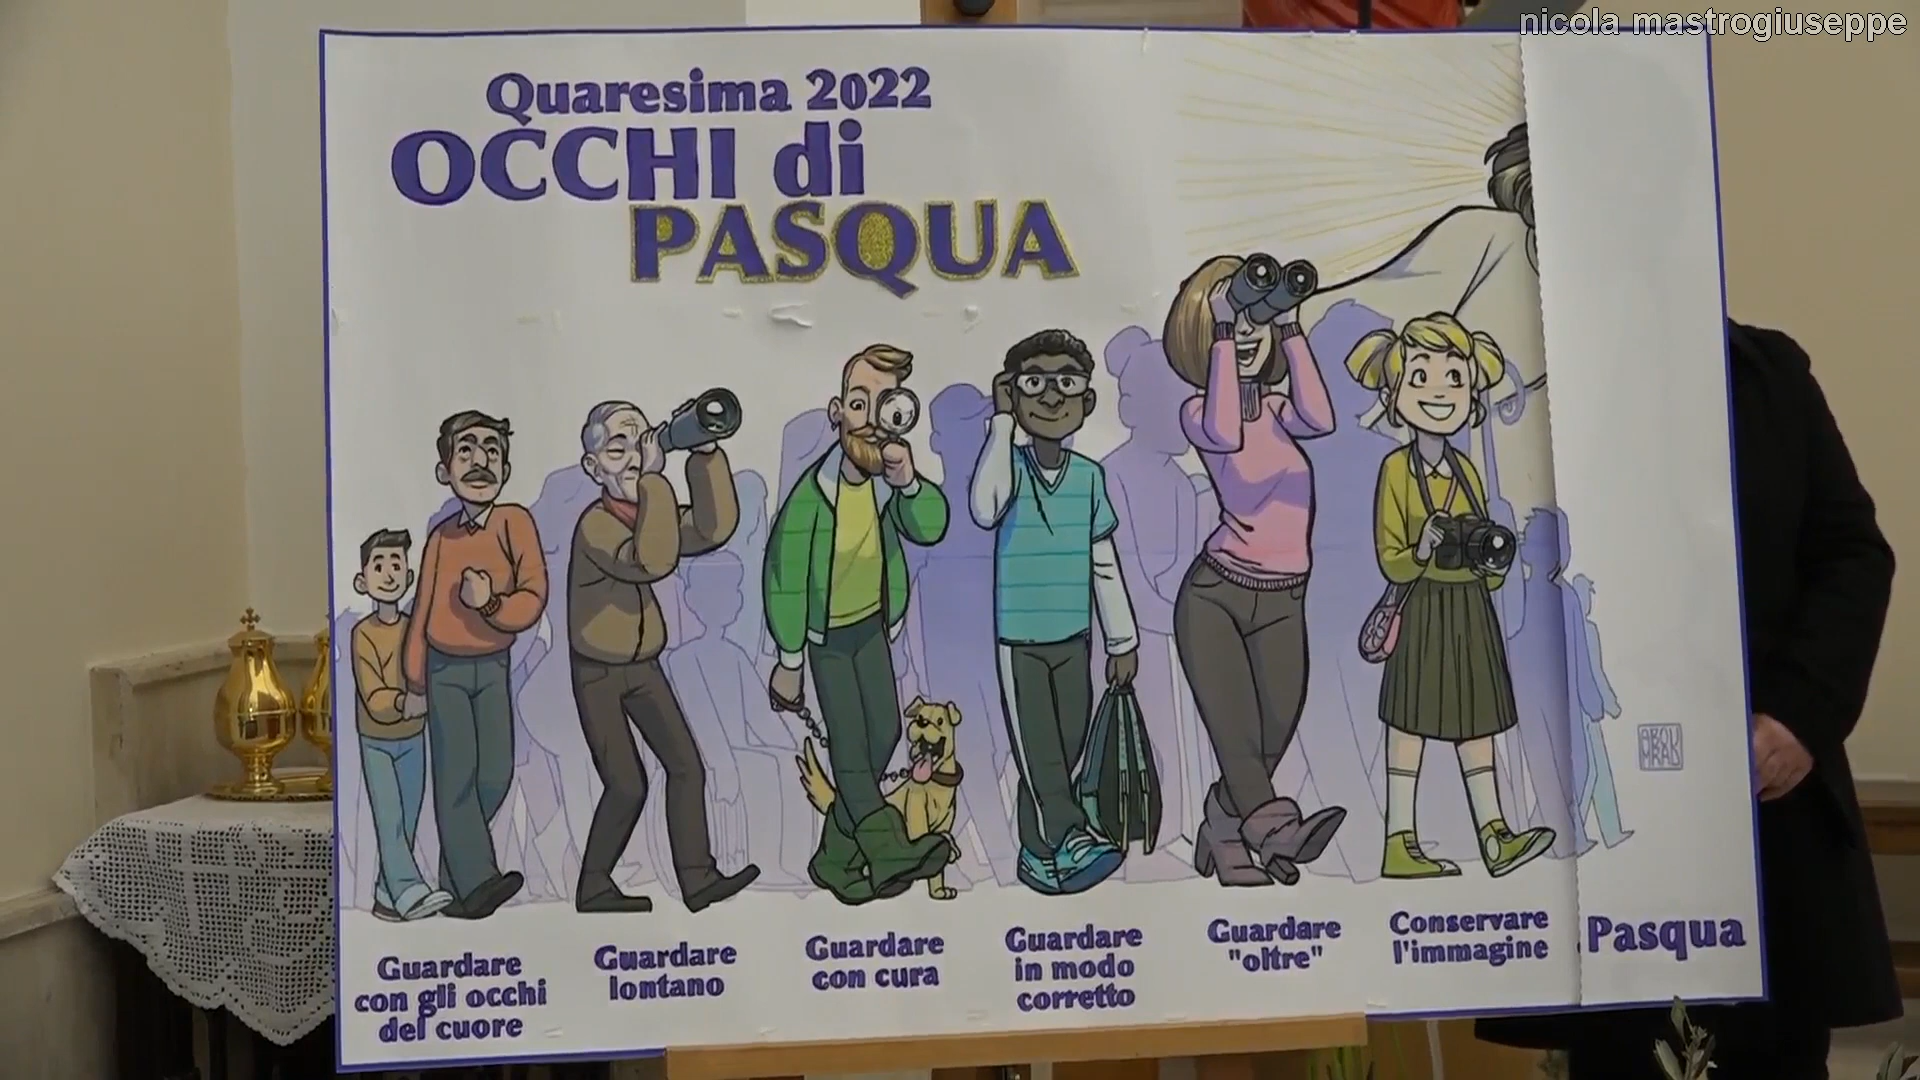 nicola mastrogiuseppe
Quaresima 2022
OCCHI di
PASQUA
Guardare
con gli occhi
del cuore
Guardare
lontano
Guardare
con cura
Guardare
in modo
corretto
Guardare
"oltre"
Conservare
l'immagine
Pasqua